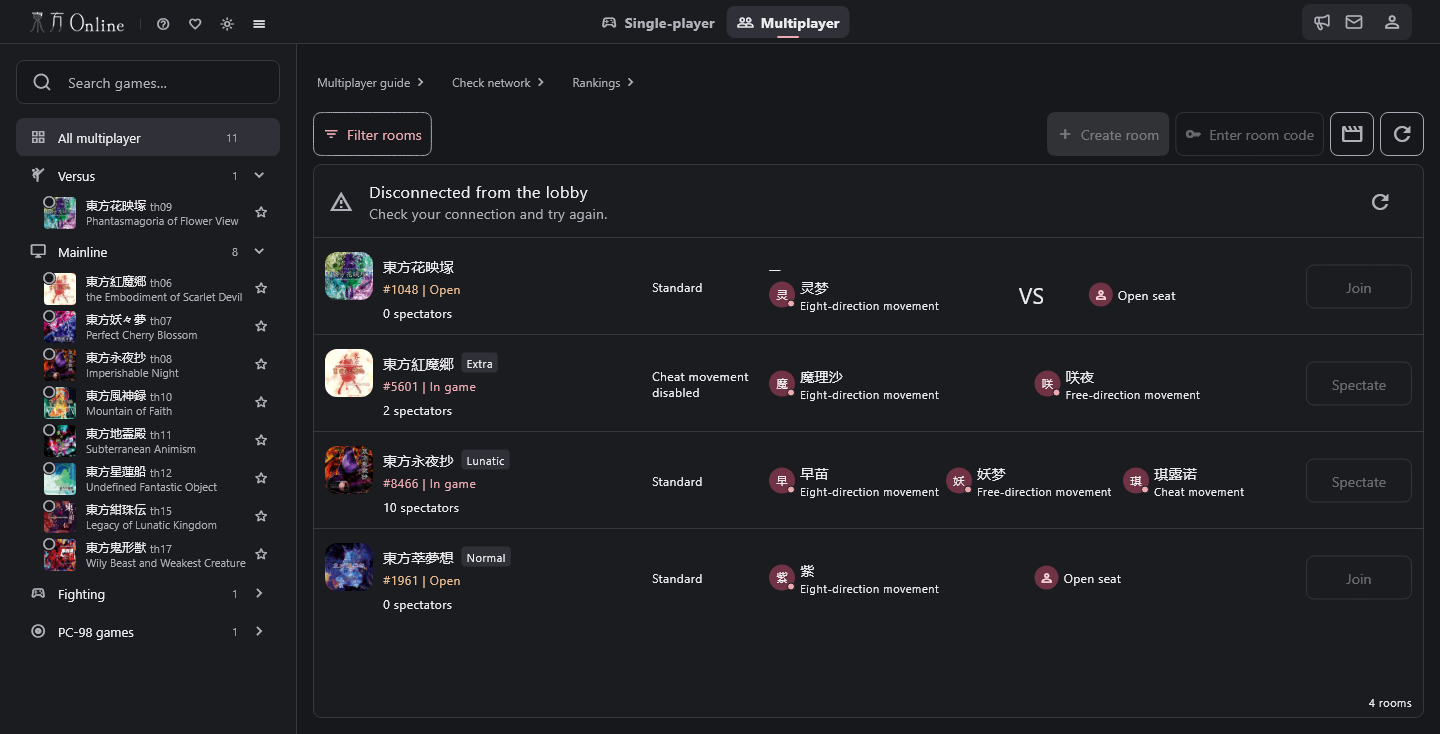 東方 Online
Single-player
Multiplayer
Search games...
All multiplayer 11
Versus 1
東方花映塚 th09
Phantasmagoria of Flower View
Mainline 8
東方紅魔郷 th06
the Embodiment of Scarlet Devil
東方妖々夢 th07
Perfect Cherry Blossom
東方永夜抄 th08
Imperishable Night
東方風神録 th10
Mountain of Faith
東方地霊殿 th11
Subterranean Animism
東方星蓮船 th12
Undefined Fantastic Object
東方紺珠伝 th15
Legacy of Lunatic Kingdom
東方鬼形獣 th17
Wily Beast and Weakest Creature
Fighting 1
PC-98 games 1
Multiplayer guide
Check network
Rankings
Filter rooms
Create room
Enter room code
Disconnected from the lobby
Check your connection and try again.
東方花映塚
#1048 | Open
0 spectators
Standard
—
灵 灵梦
Eight-direction movement
VS
Open seat
Join
東方紅魔郷 Extra
#5601 | In game
2 spectators
Cheat movement
disabled
魔 魔理沙
Eight-direction movement
咲 咲夜
Free-direction movement
Spectate
東方永夜抄 Lunatic
#8466 | In game
10 spectators
Standard
早 早苗
Eight-direction movement
妖 妖梦
Free-direction movement
琪 琪露诺
Cheat movement
Spectate
東方萃夢想 Normal
#1961 | Open
0 spectators
Standard
紫 紫
Eight-direction movement
Open seat
Join
4 rooms